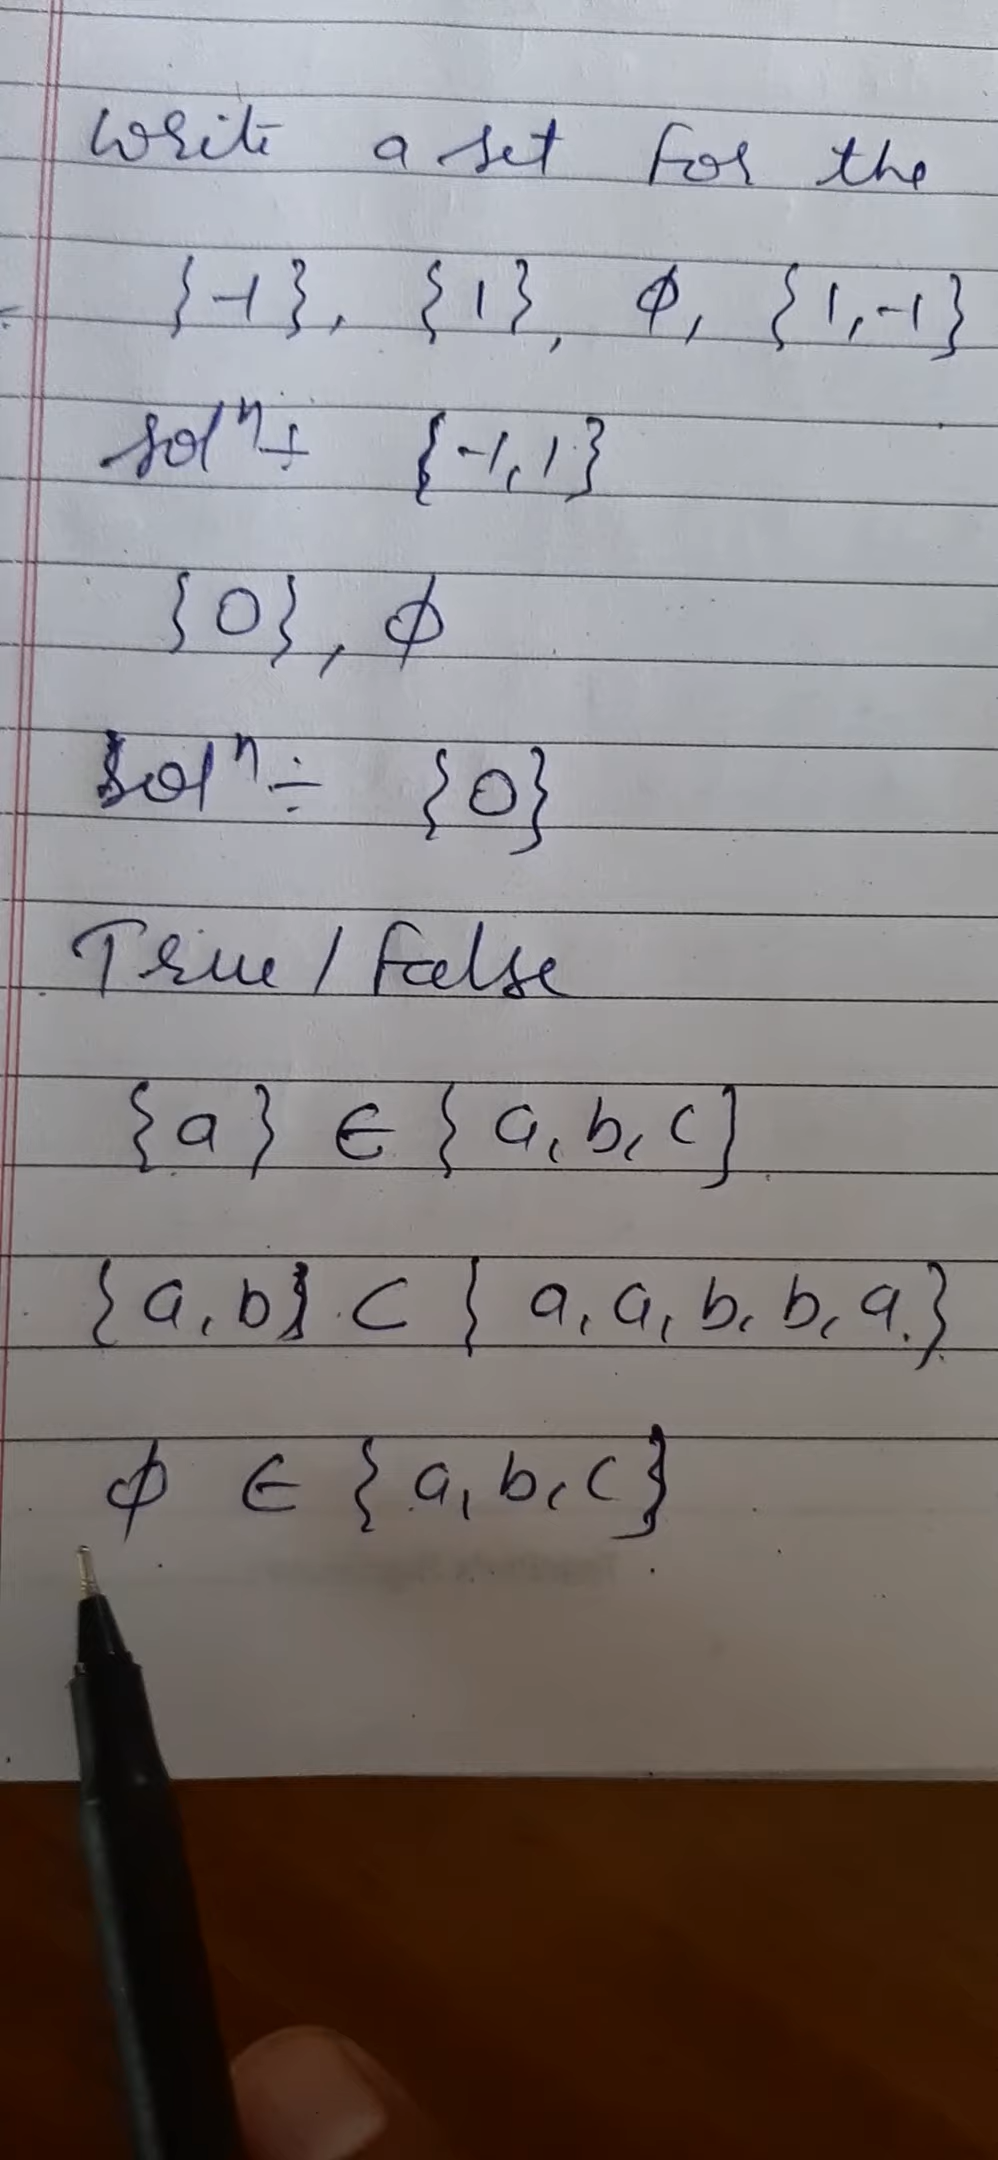 Write a set for the
{-1}, {1}, ϕ, {1,-1}
solⁿ÷ {-1,1}
{0}, ϕ
solⁿ÷ {0}
True / False
{a} ∈ {a, b, c}
{a, b} ⊂ {a, a, b, b, a.}
ϕ ∈ {a, b, c}